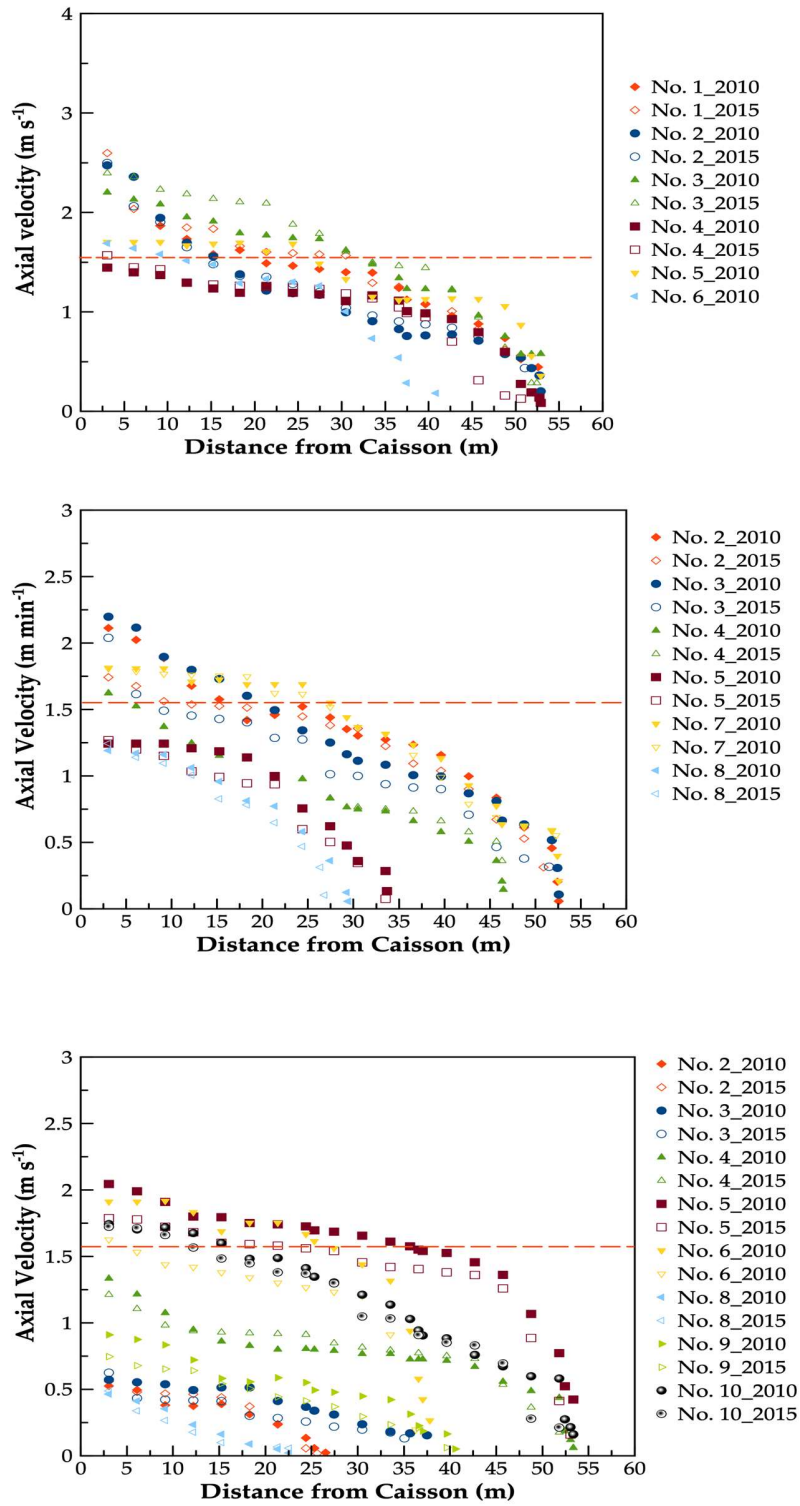 4
3
2
1
0
Axial velocity (m s⁻¹)
0 5 10 15 20 25 30 35 40 45 50 55 60
Distance from Caisson (m)
No. 1_2010
No. 1_2015
No. 2_2010
No. 2_2015
No. 3_2010
No. 3_2015
No. 4_2010
No. 4_2015
No. 5_2010
No. 6_2010
3
2.5
2
1.5
1
0.5
0
Axial Velocity (m min⁻¹)
0 5 10 15 20 25 30 35 40 45 50 55 60
Distance from Caisson (m)
No. 2_2010
No. 2_2015
No. 3_2010
No. 3_2015
No. 4_2010
No. 4_2015
No. 5_2010
No. 5_2015
No. 7_2010
No. 7_2010
No. 8_2010
No. 8_2015
3
2.5
2
1.5
1
0.5
0
Axial Velocity (m s⁻¹)
0 5 10 15 20 25 30 35 40 45 50 55 60
Distance from Caisson (m)
No. 2_2010
No. 2_2015
No. 3_2010
No. 3_2015
No. 4_2010
No. 4_2015
No. 5_2010
No. 5_2015
No. 6_2010
No. 6_2010
No. 8_2010
No. 8_2015
No. 9_2010
No. 9_2015
No. 10_2010
No. 10_2015